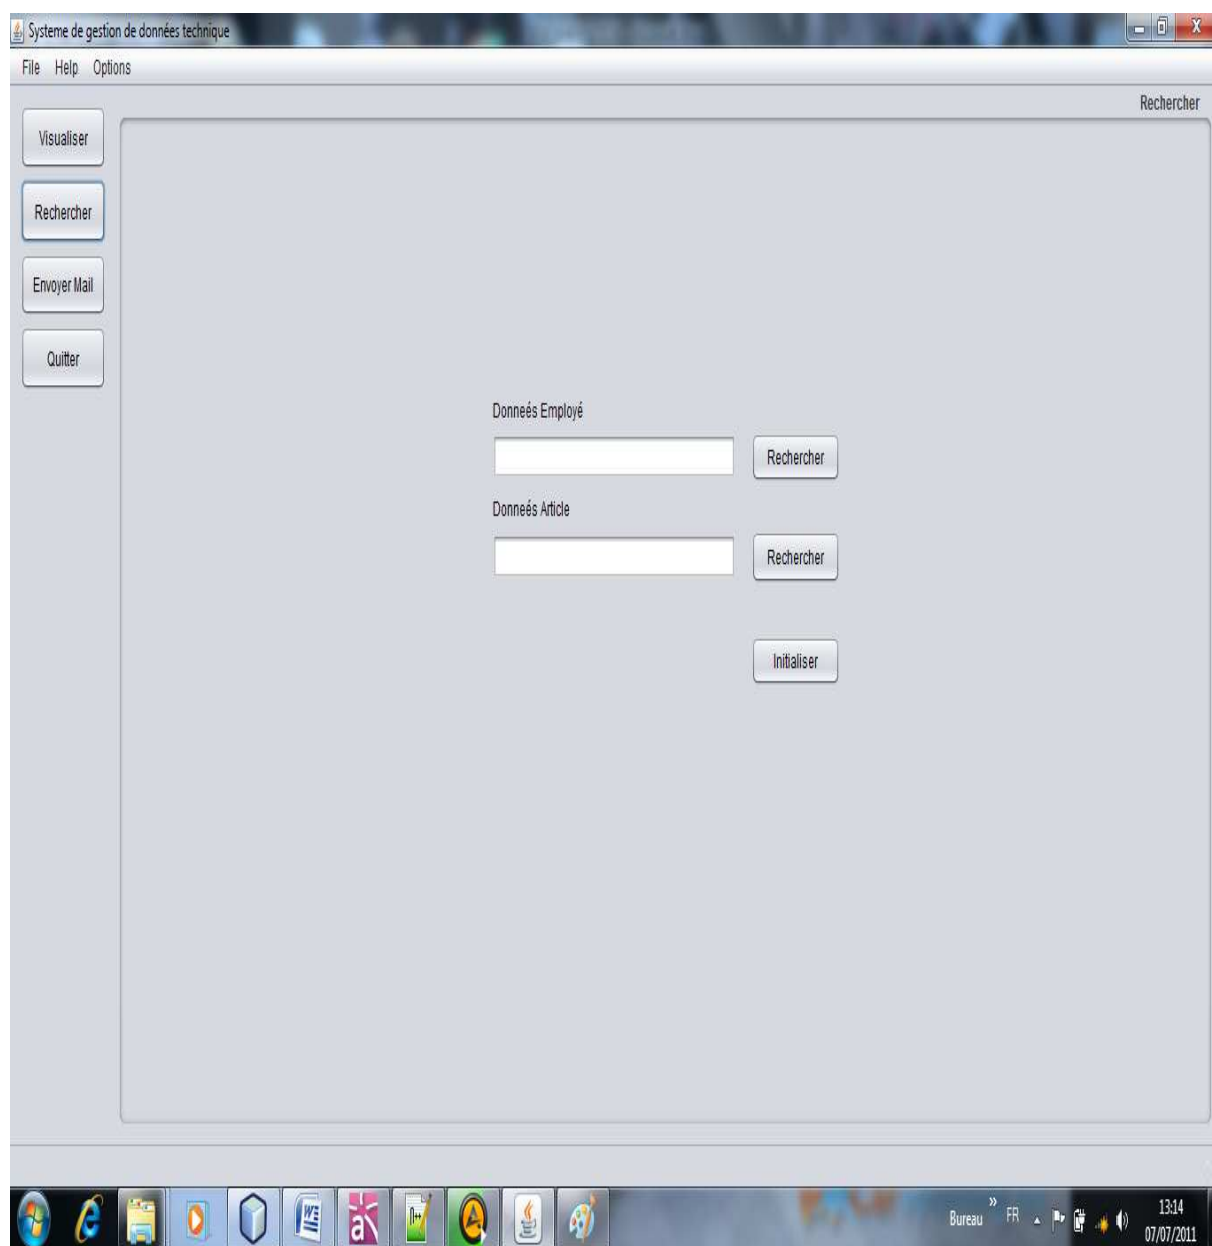 Systeme de gestion de données technique
File Help Options
Rechercher
Visualiser
Rechercher
Envoyer Mail
Quitter
Donneés Employé
Rechercher
Donneés Article
Rechercher
Initialiser
Bureau » FR
13:14
07/07/2011